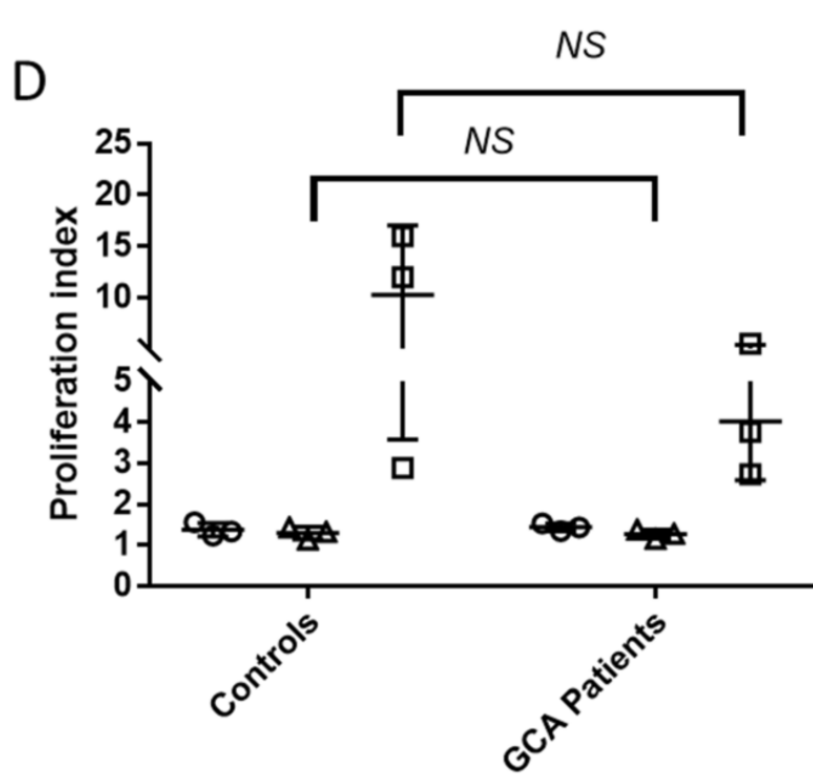 D
NS
NS
Proliferation index
25
20
15
10
5
4
3
2
1
0
Controls
GCA Patients